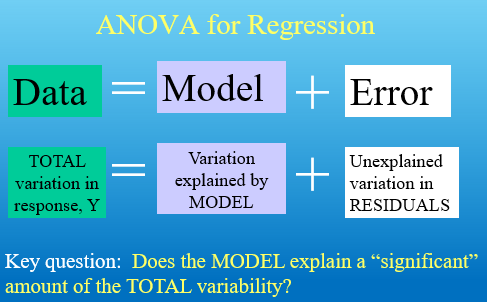 ANOVA for Regression
Data = Model + Error
TOTAL
variation in
response, Y
=
Variation
explained by
MODEL
+
Unexplained
variation in
RESIDUALS
Key question:  Does the MODEL explain a “significant”
amount of the TOTAL variability?